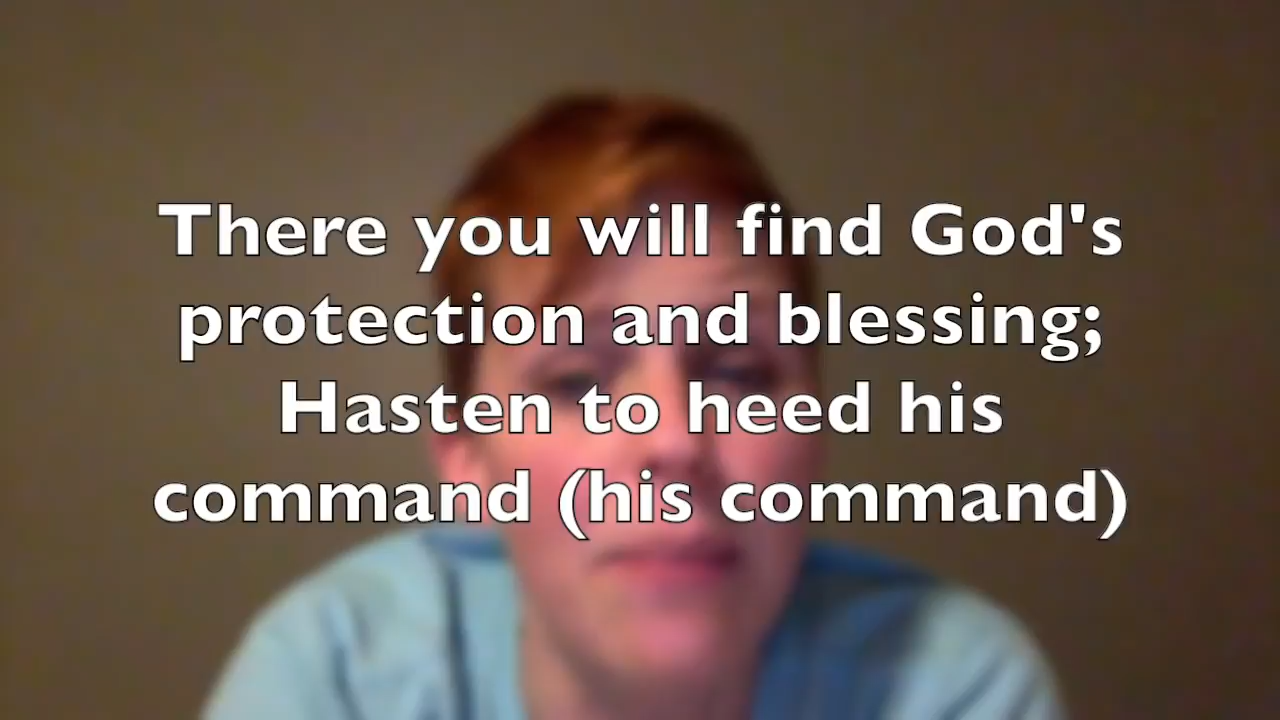 There you will find God's
protection and blessing;
Hasten to heed his
command (his command)